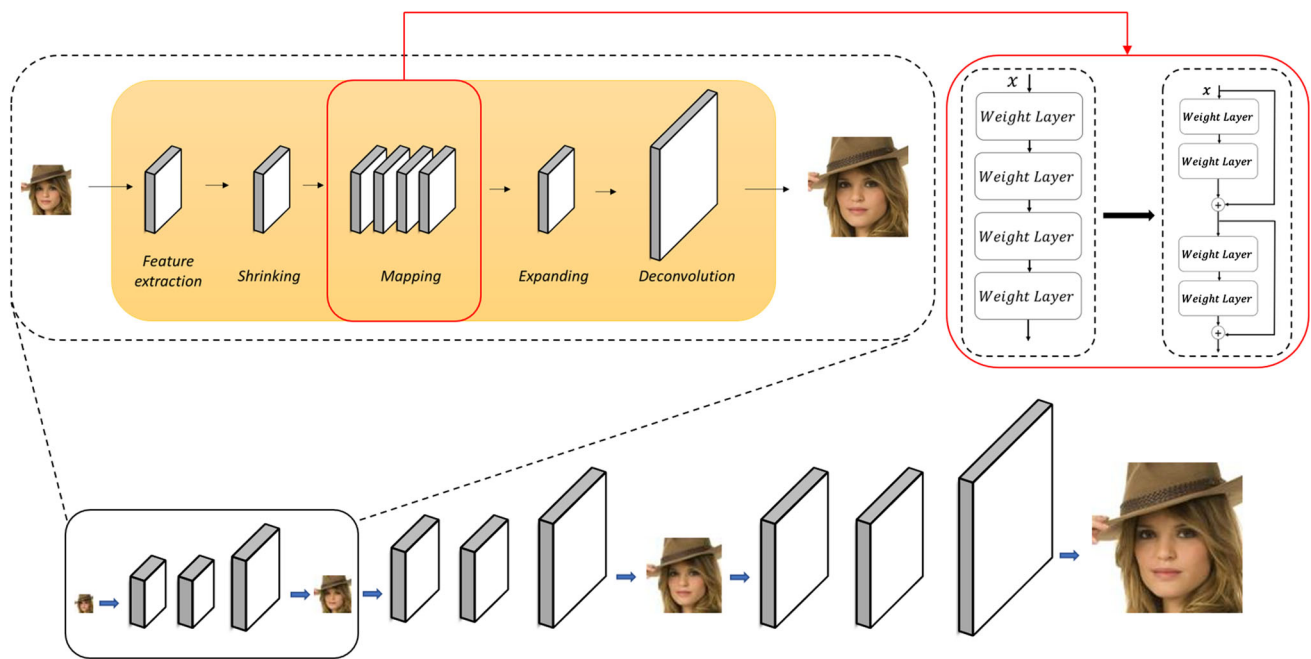 Feature
extraction
Shrinking
Mapping
Expanding
Deconvolution
x
Weight Layer
Weight Layer
Weight Layer
Weight Layer
x
Weight Layer
Weight Layer
+
Weight Layer
Weight Layer
+